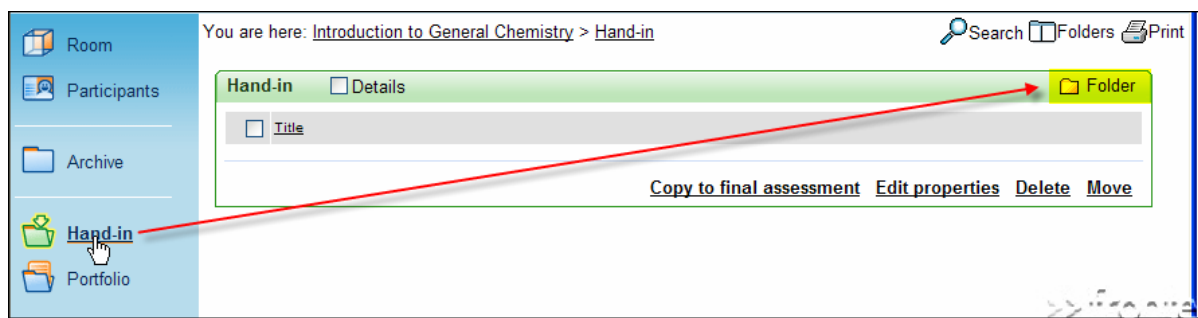 Room
Participants
Archive
Hand-in
Portfolio
You are here: Introduction to General Chemistry > Hand-in
Search Folders Print
Hand-in Details Folder
Title
Copy to final assessment Edit properties Delete Move